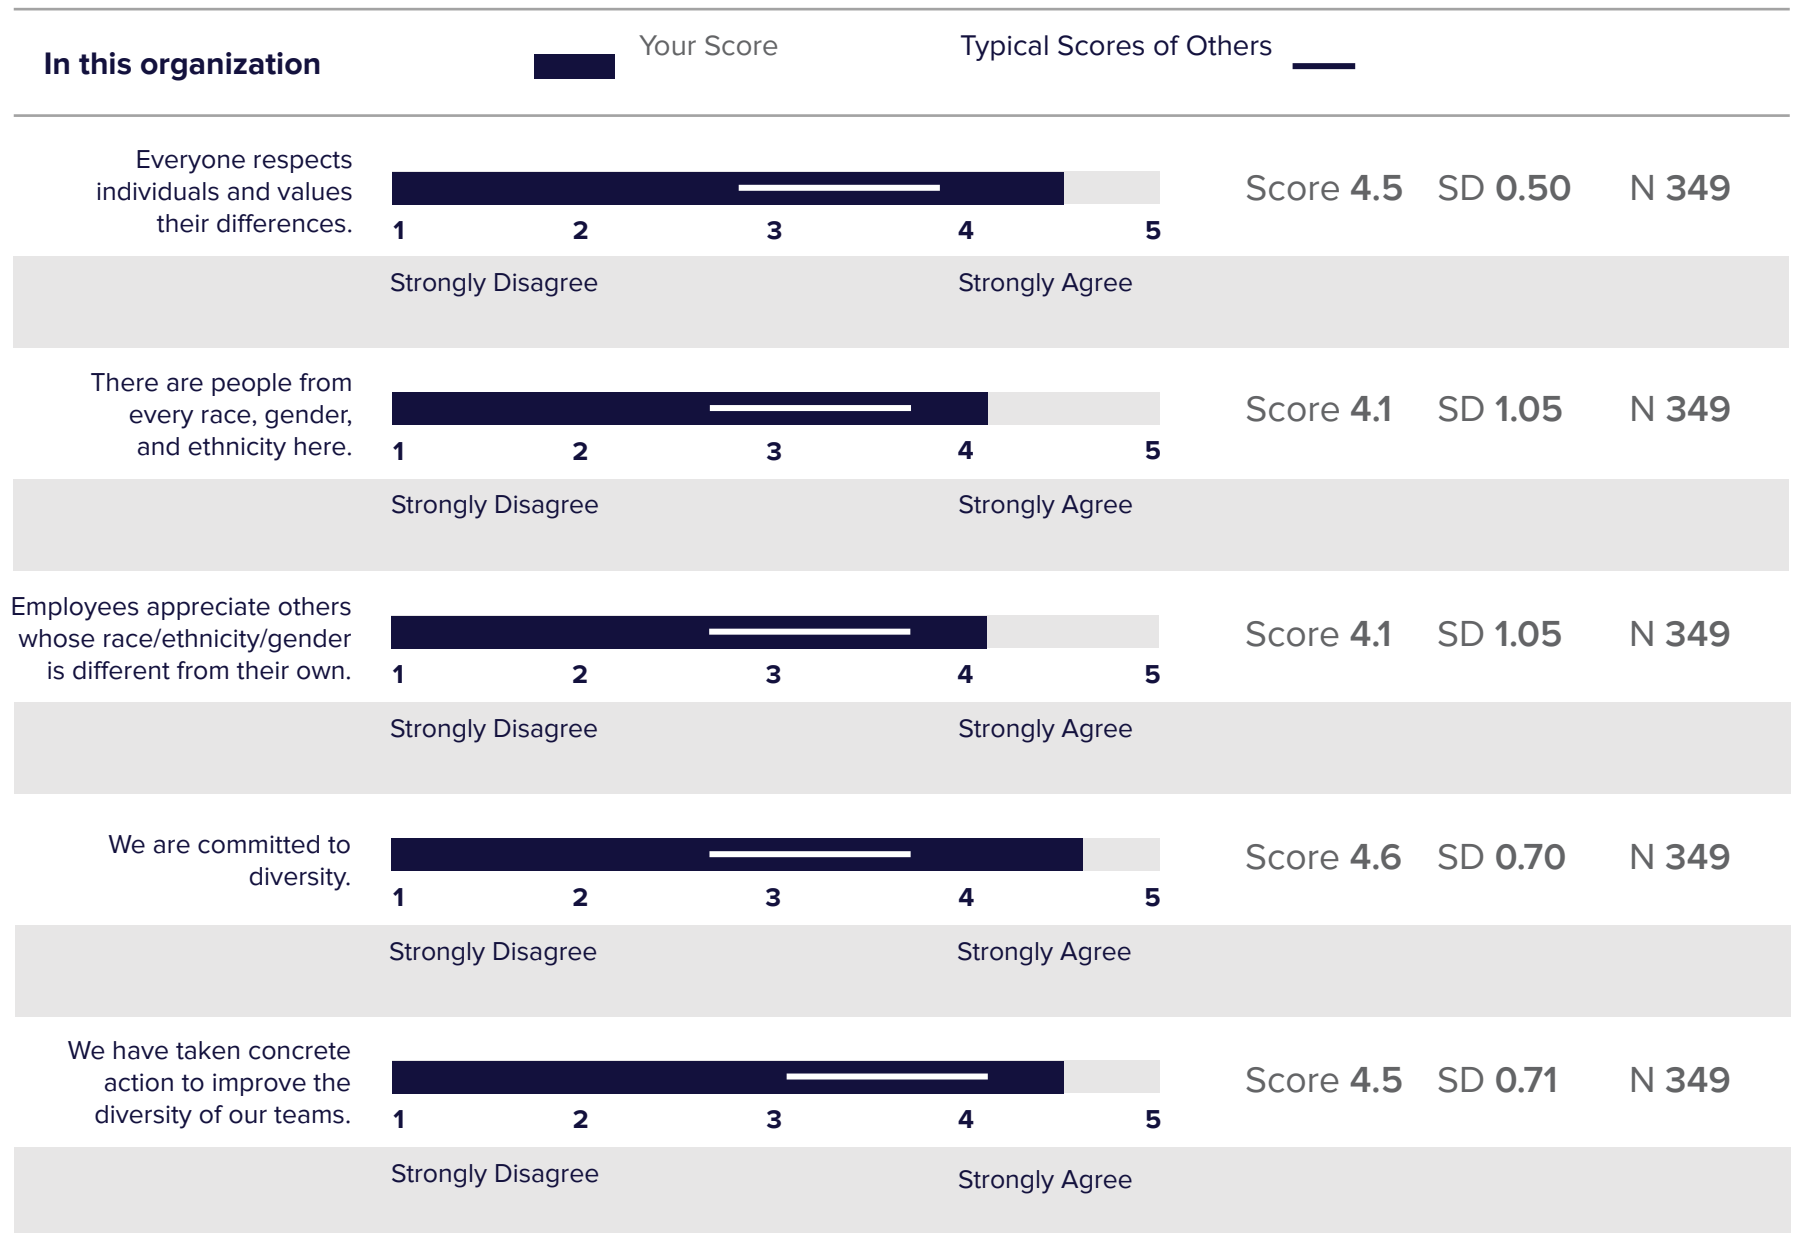 In this organization
Your Score
Typical Scores of Others
Everyone respects
individuals and values
their differences.
1 2 3 4 5
Score 4.5 SD 0.50 N 349
Strongly Disagree Strongly Agree
There are people from
every race, gender,
and ethnicity here.
1 2 3 4 5
Score 4.1 SD 1.05 N 349
Strongly Disagree Strongly Agree
Employees appreciate others
whose race/ethnicity/gender
is different from their own.
1 2 3 4 5
Score 4.1 SD 1.05 N 349
Strongly Disagree Strongly Agree
We are committed to
diversity.
1 2 3 4 5
Score 4.6 SD 0.70 N 349
Strongly Disagree Strongly Agree
We have taken concrete
action to improve the
diversity of our teams.
1 2 3 4 5
Score 4.5 SD 0.71 N 349
Strongly Disagree Strongly Agree